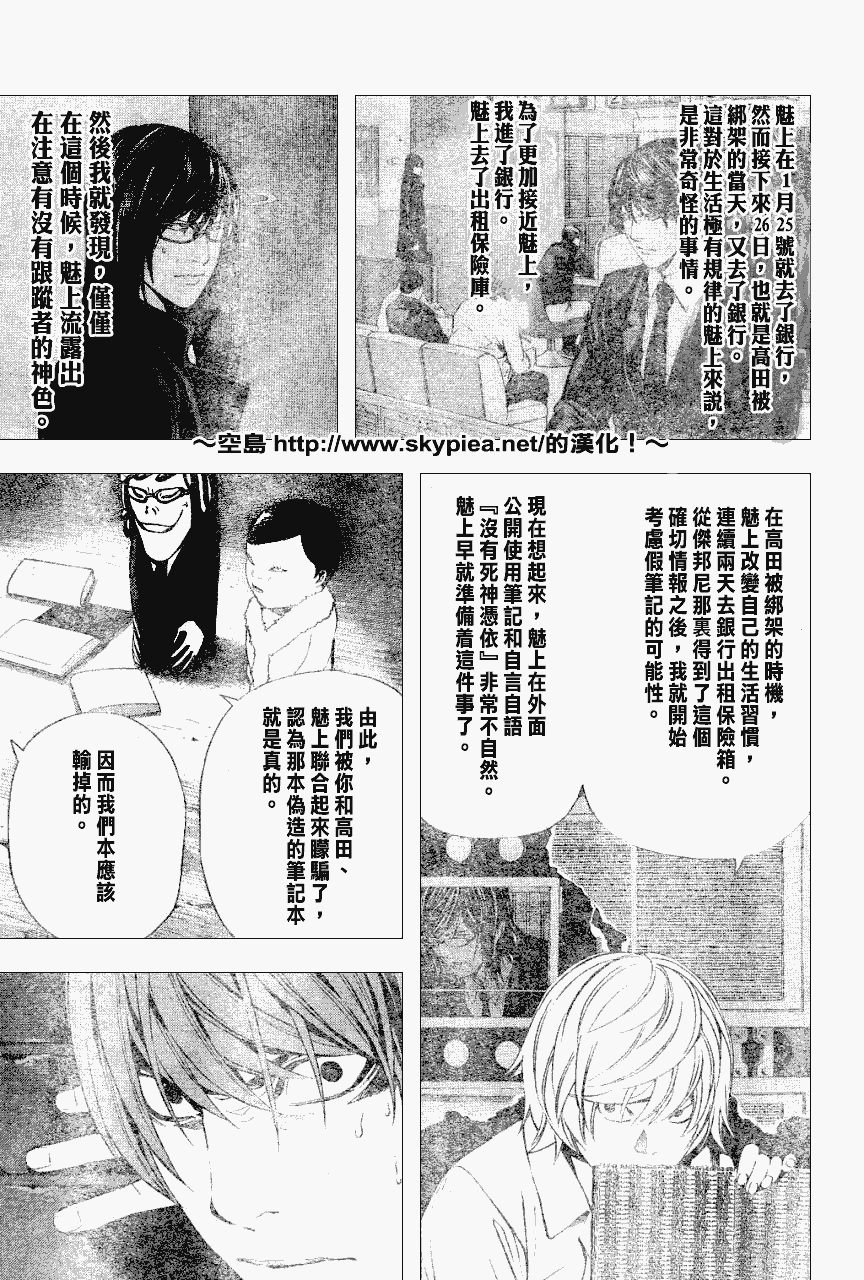 魅上在1月25號就去了銀行，
然而接下來26日，也就是高田被
綁架的當天，又去了銀行。
這對於生活極有規律的魅上來說，
是非常奇怪的事情。
為了更加接近魅上，
我進了銀行。
魅上去了出租保險庫。
然後我就發現，僅僅
在這個時候，魅上流露出
在注意有沒有跟蹤者的神色。
～空島 http://www.skypiea.net/的漢化！～
在高田被綁架的時機，
魅上改變自己的生活習慣，
連續兩天去銀行出租保險箱。
從傑邦尼那裏得到了這個
確切情報之後，我就開始
考慮假筆記的可能性。
現在想起來，魅上在外面
公開使用筆記和自言自語
『沒有死神憑依』非常不自然。
魅上早就準備着這件事了。
由此，
我們被你和高田、
魅上聯合起來矇騙了，
認為那本偽造的筆記本
就是真的。
因而我們本應該
輸掉的。